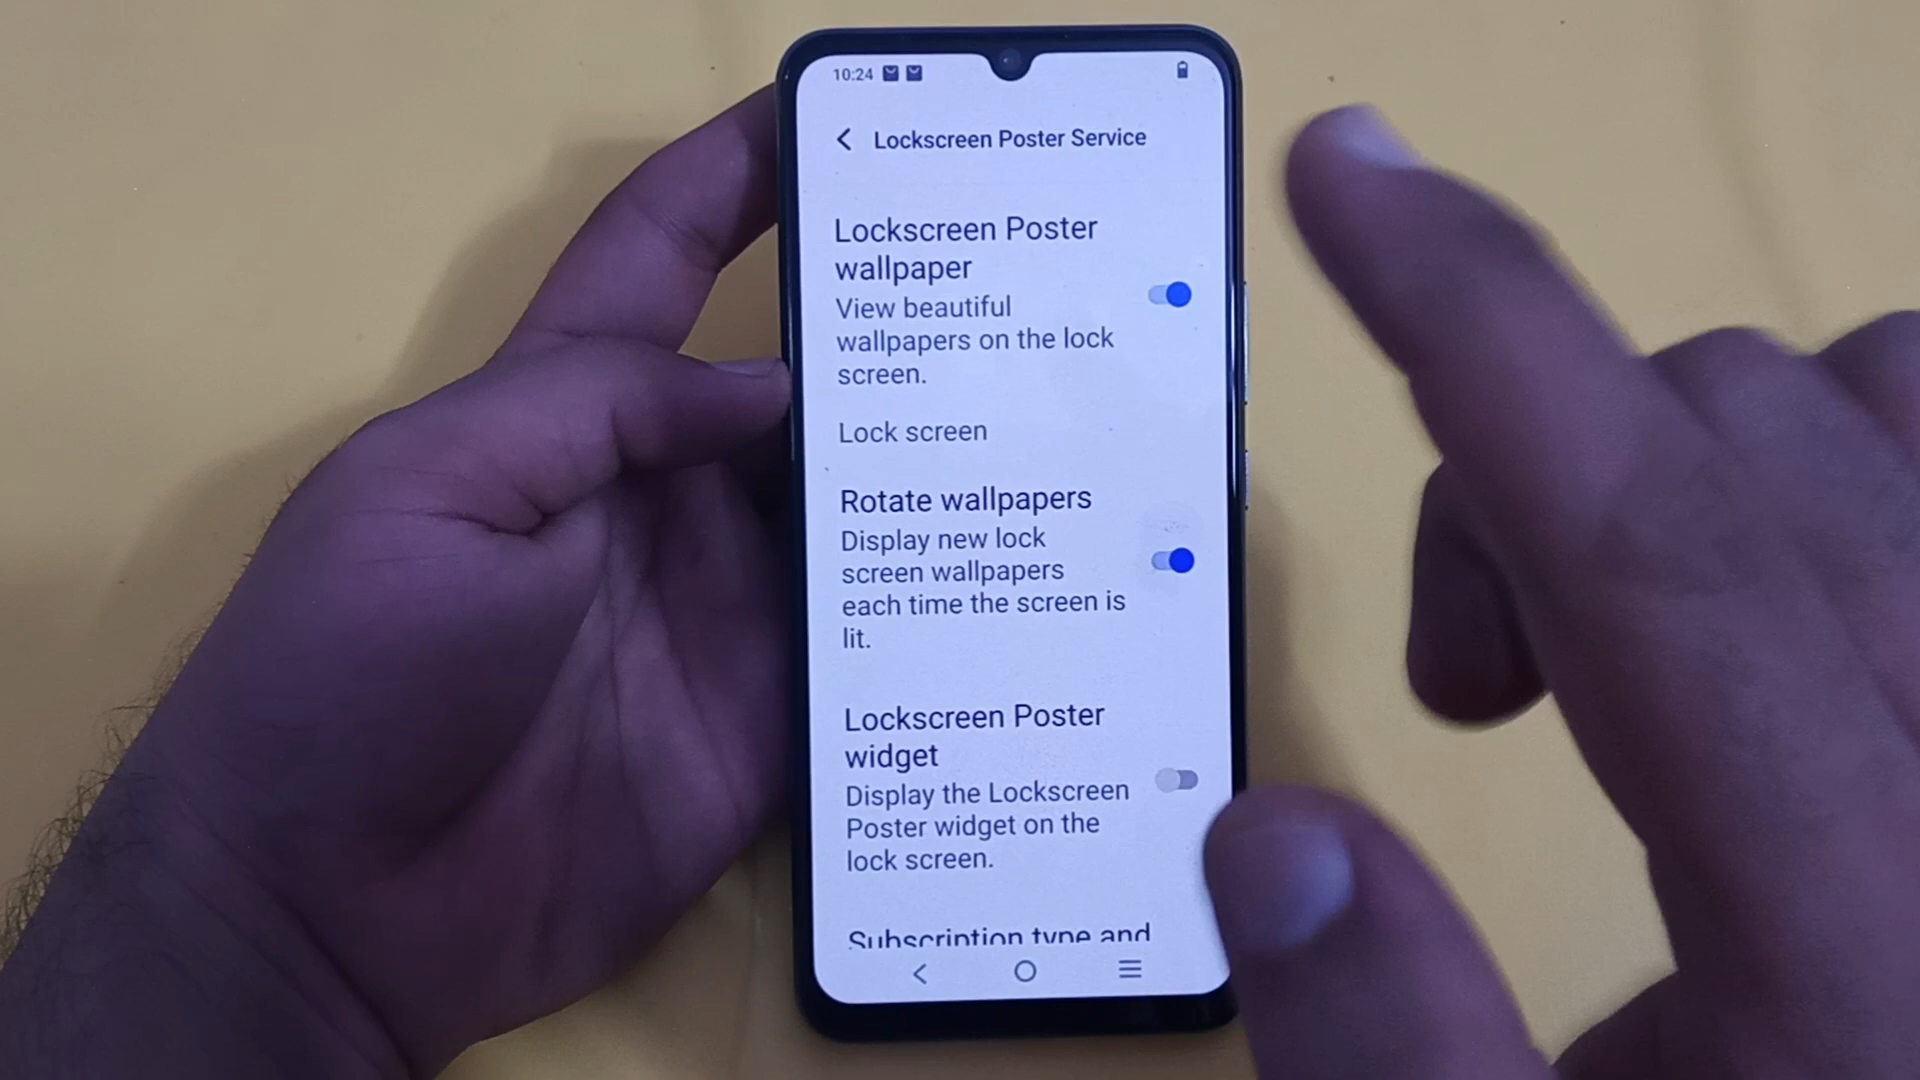 10:24
Lockscreen Poster Service
Lockscreen Poster
wallpaper
View beautiful
wallpapers on the lock
screen.
Lock screen
Rotate wallpapers
Display new lock
screen wallpapers
each time the screen is
lit.
Lockscreen Poster
widget
Display the Lockscreen
Poster widget on the
lock screen.
Subscription type and